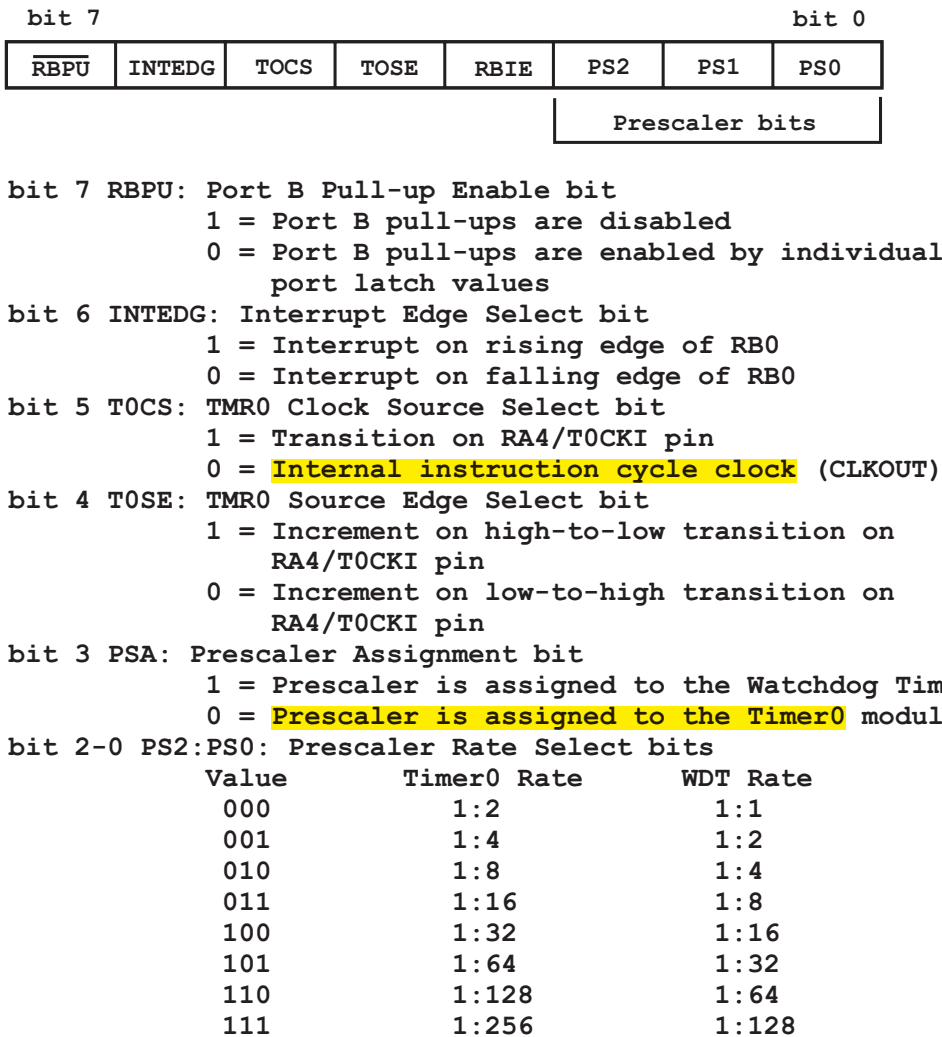 bit 7 bit 0
RBPU INTEDG TOCS TOSE RBIE PS2 PS1 PS0
Prescaler bits
bit 7 RBPU: Port B Pull-up Enable bit
1 = Port B pull-ups are disabled
0 = Port B pull-ups are enabled by individual
port latch values
bit 6 INTEDG: Interrupt Edge Select bit
1 = Interrupt on rising edge of RB0
0 = Interrupt on falling edge of RB0
bit 5 T0CS: TMR0 Clock Source Select bit
1 = Transition on RA4/T0CKI pin
0 = Internal instruction cycle clock (CLKOUT)
bit 4 T0SE: TMR0 Source Edge Select bit
1 = Increment on high-to-low transition on
RA4/T0CKI pin
0 = Increment on low-to-high transition on
RA4/T0CKI pin
bit 3 PSA: Prescaler Assignment bit
1 = Prescaler is assigned to the Watchdog Tim
0 = Prescaler is assigned to the Timer0 modul
bit 2-0 PS2:PS0: Prescaler Rate Select bits
Value Timer0 Rate WDT Rate
000 1:2 1:1
001 1:4 1:2
010 1:8 1:4
011 1:16 1:8
100 1:32 1:16
101 1:64 1:32
110 1:128 1:64
111 1:256 1:128